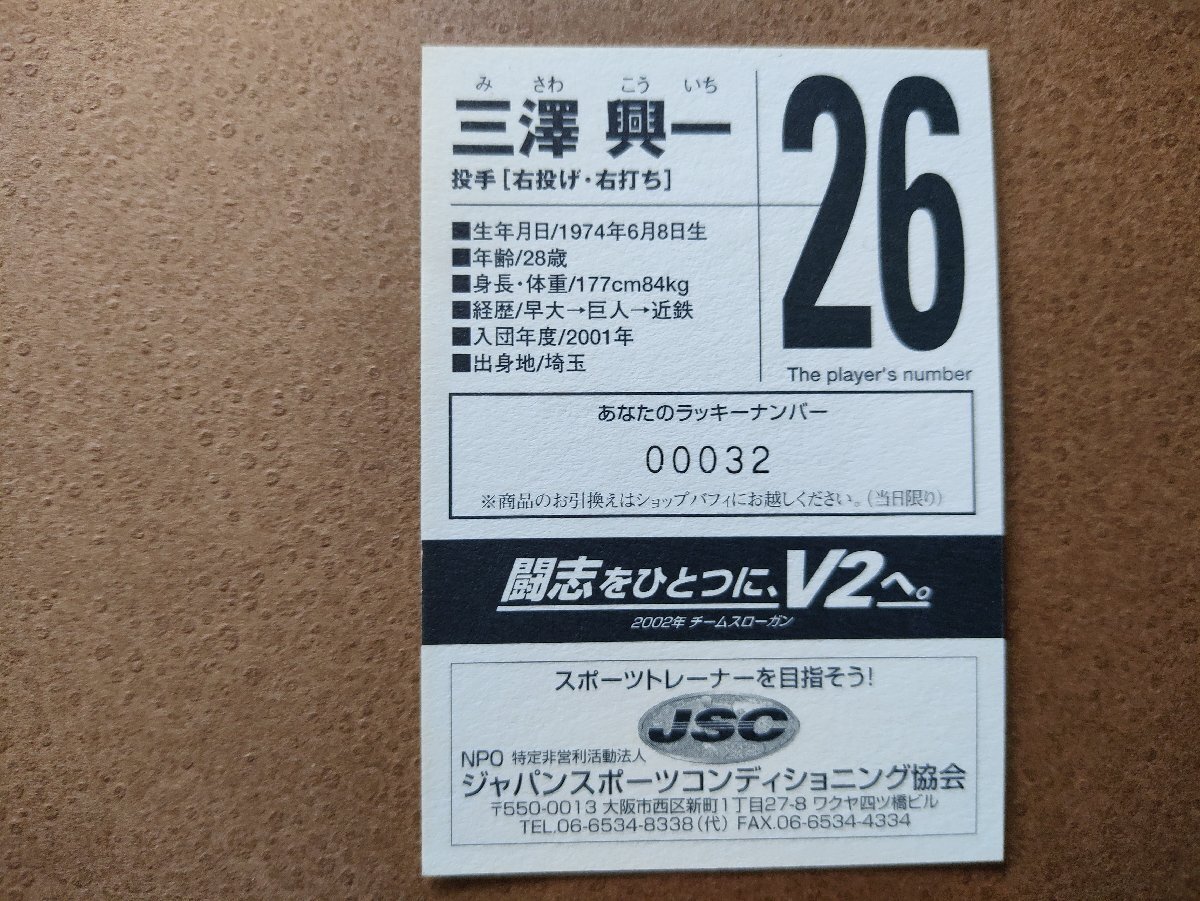 み さわ こう いち
三澤 興一
投手[右投げ・右打ち]
26
The player's number
■生年月日/1974年6月8日生
■年齢/28歳
■身長・体重/177cm84kg
■経歴/早大→巨人→近鉄
■入団年度/2001年
■出身地/埼玉
あなたのラッキーナンバー
00032
※商品のお引換えはショップバフィにお越しください。(当日限り)
闘志をひとつに、V2へ。
2002年 チームスローガン
スポーツトレーナーを目指そう!
JSC
NPO 特定非営利活動法人
ジャパンスポーツコンディショニング協会
〒550-0013 大阪市西区新町1丁目27-8 ワクヤ四ツ橋ビル
TEL.06-6534-8338(代) FAX.06-6534-4334